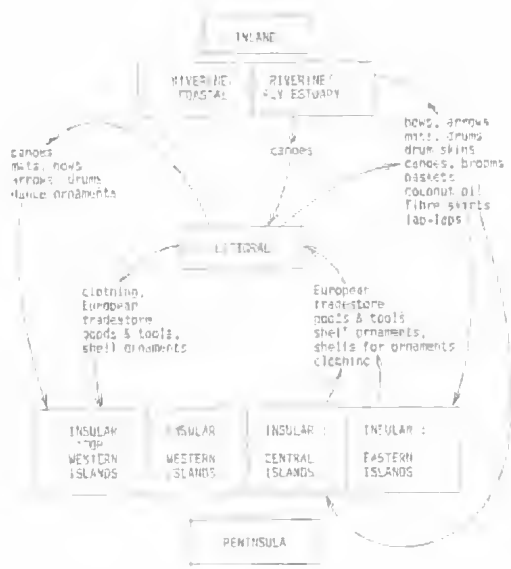 INLAND
RIVERINE: COASTAL
RIVERINE: FLY ESTUARY
canoes
mats, bows
arrows, drums
dance ornaments
canoes
bows, arrows
mats, drums
drum skins
canoes, brooms
baskets
coconut oil
fibre skirts
lap-laps
LITTORAL
clothing,
European
tradestore
goods & tools,
shell ornaments
European
tradestore
goods & tools
shell ornaments,
shells for ornaments
clothing
INSULAR
TOP
WESTERN
ISLANDS
INSULAR
WESTERN
ISLANDS
INSULAR :
CENTRAL
ISLANDS
INSULAR :
EASTERN
ISLANDS
PENINSULA